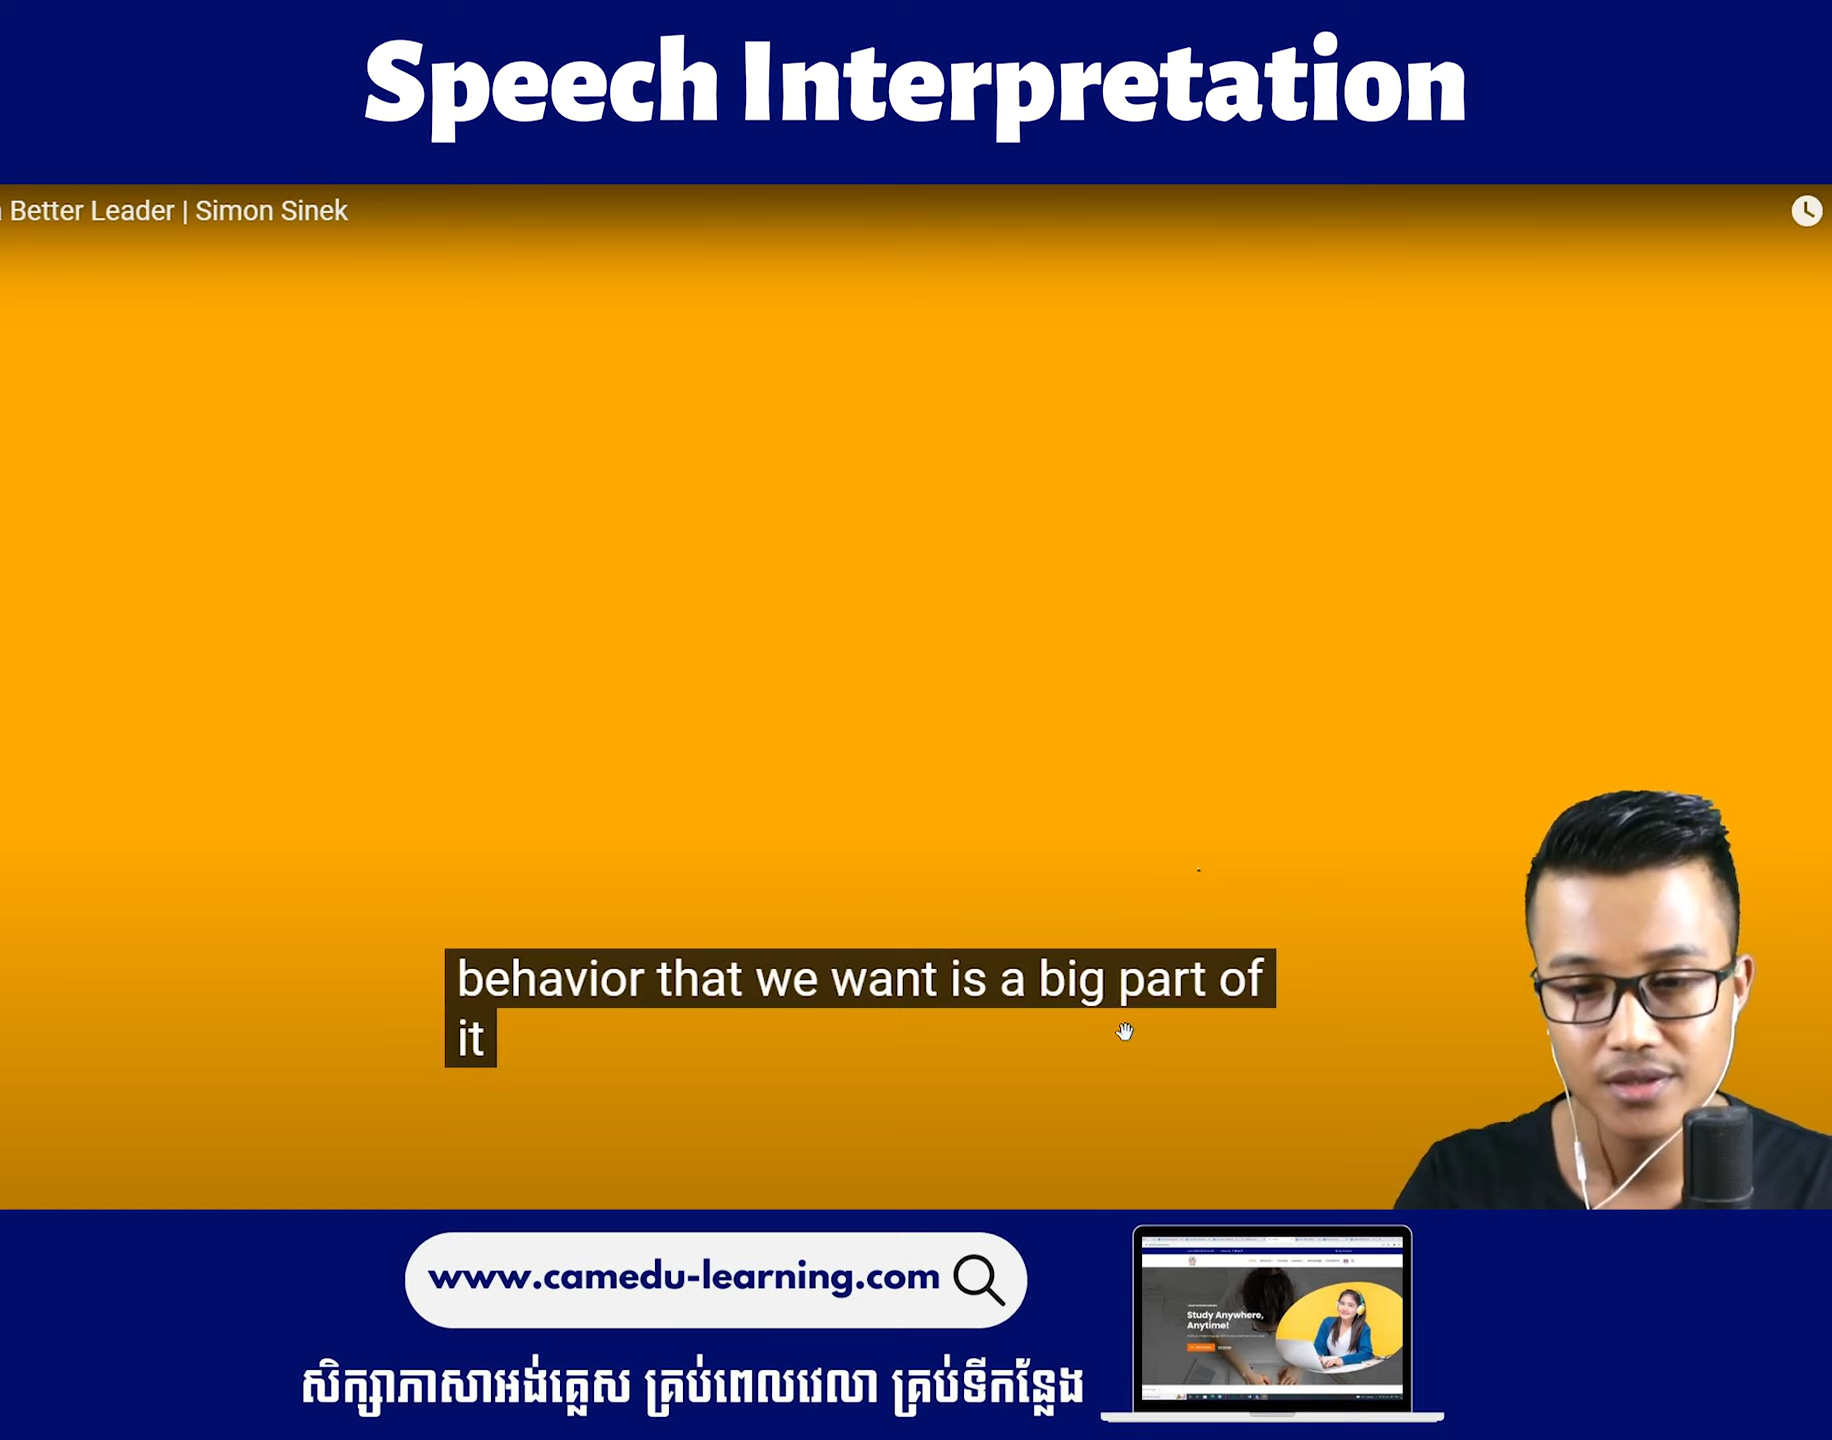 Speech Interpretation
Better Leader | Simon Sinek
behavior that we want is a big part of
it
www.camedu-learning.com
Study Anywhere,
Anytime!
សិក្សាភាសាអង់គ្លេស គ្រប់ពេលវេលា គ្រប់ទីកន្លែង